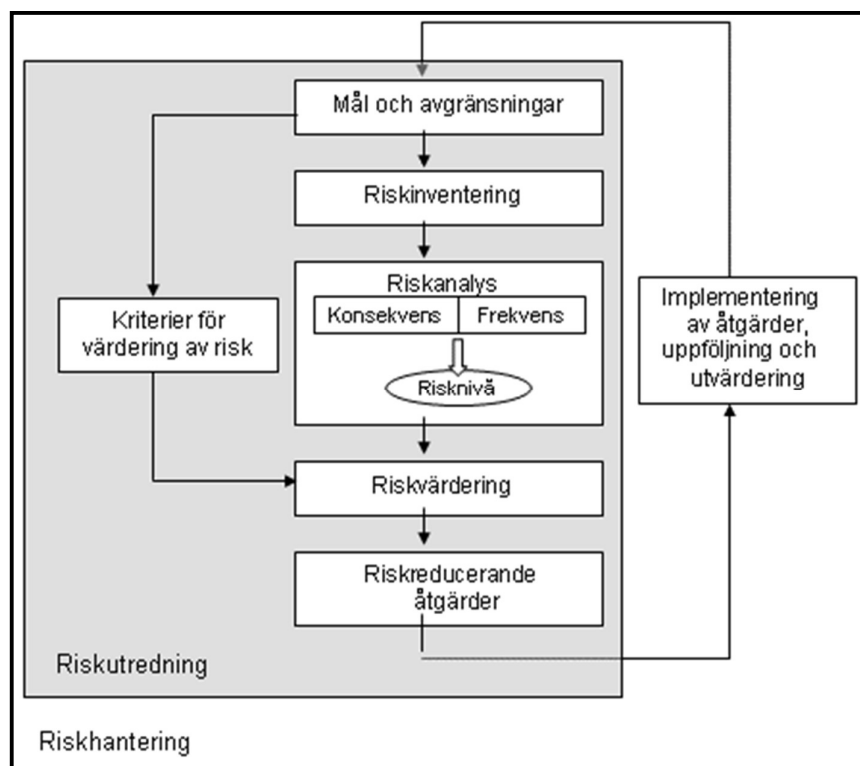 Mål och avgränsningar
Riskinventering
Riskanalys
Konsekvens
Frekvens
Risknivå
Kriterier för
värdering av risk
Implementering
av åtgärder,
uppföljning och
utvärdering
Riskvärdering
Riskreducerande
åtgärder
Riskutredning
Riskhantering